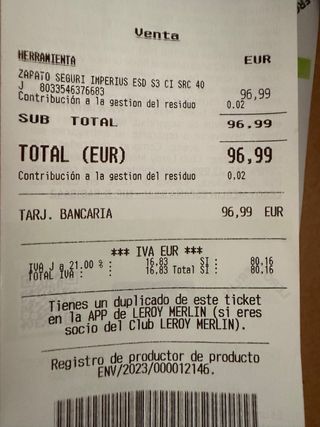 Venta
HERRAMIENTA EUR
ZAPATO SEGURI IMPERIUS ESD S3 CI SRC 40
J 8033546376683 96,99
Contribución a la gestion del residuo 0.02
SUB TOTAL 96.99
TOTAL (EUR) 96,99
Contribución a la gestion del residuo 0.02
TARJ. BANCARIA 96,99 EUR
*** IVA EUR ***
IVA J a 21.00 % : 16.83 SI : 80.16
TOTAL IVA : 16.83 Total SI : 80.16
Tienes un duplicado de este ticket
en la APP de LEROY MERLIN (si eres
socio del Club LEROY MERLIN).
Registro de productor de producto
ENV/2023/000012146.